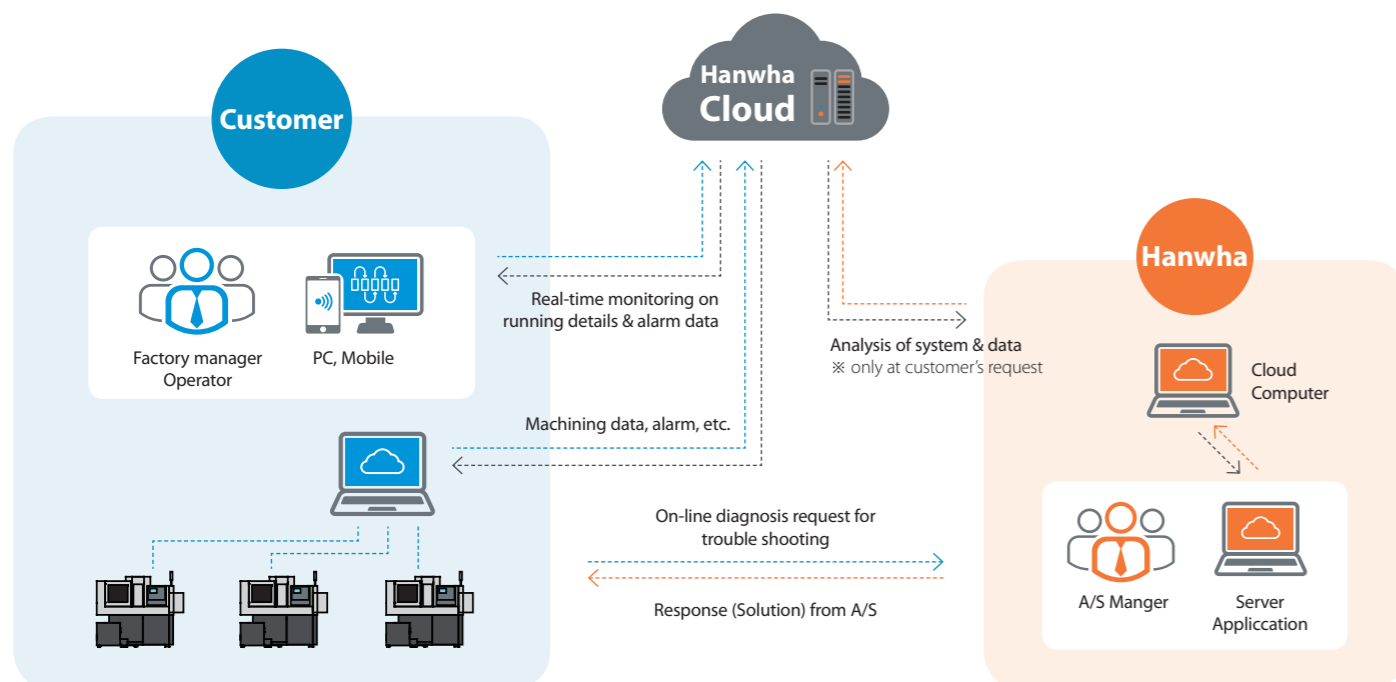 Hanwha
Cloud
Customer
Factory manager
Operator
PC, Mobile
Real-time monitoring on
running details & alarm data
Machining data, alarm, etc.
Analysis of system & data
※ only at customer's request
Hanwha
Cloud
Computer
On-line diagnosis request for
trouble shooting
Response (Solution) from A/S
A/S Manger
Server
Appliccation